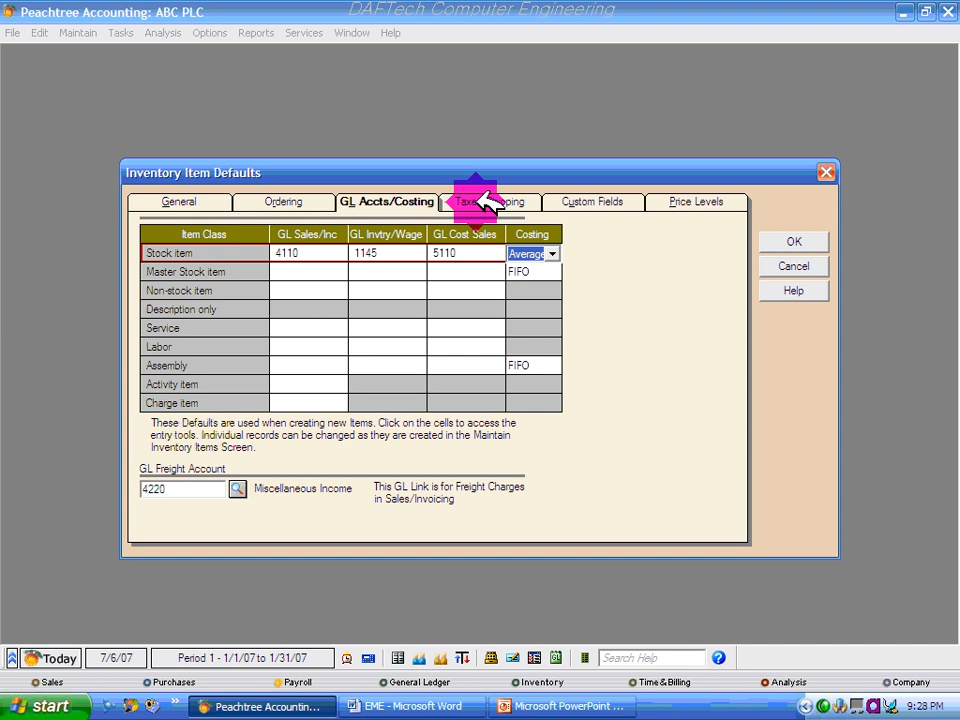 Peachtree Accounting: ABC PLC
DAFTech Computer Engineering
File Edit Maintain Tasks Analysis Options Reports Services Window Help
Inventory Item Defaults
General Ordering GL Accts/Costing Custom Fields Price Levels
Item Class GL Sales/Inc GL Invtry/Wage GL Cost Sales Costing
Stock item 4110 1145 5110 Average
Master Stock item FIFO
Non-stock item
Description only
Service
Labor
Assembly FIFO
Activity item
Charge item
OK
Cancel
Help
These Defaults are used when creating new Items. Click on the cells to access the
entry tools. Individual records can be changed as they are created in the Maintain
Inventory Items Screen.
GL Freight Account
4220 Miscellaneous Income
This GL Link is for Freight Charges
in Sales/Invoicing
Today 7/6/07 Period 1 - 1/1/07 to 1/31/07 Search Help
Sales Purchases Payroll General Ledger Inventory Time & Billing Analysis Company
start Peachtree Accountin... EME - Microsoft Word Microsoft PowerPoint ... 9:28 PM